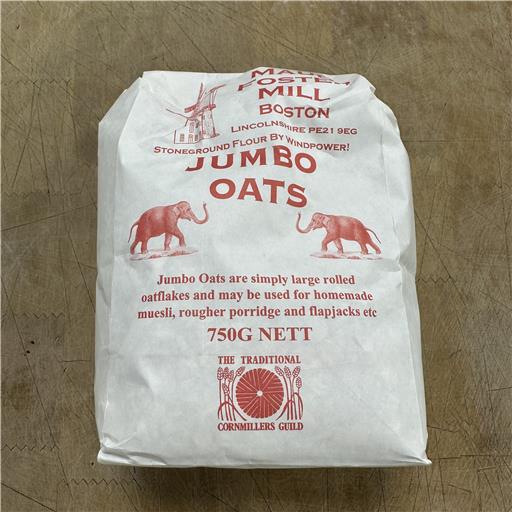 FOSTER
MILL
BOSTON
LINCOLNSHIRE PE21 9EG
STONEGROUND FLOUR BY WINDPOWER!
JUMBO
OATS
Jumbo Oats are simply large rolled
oatflakes and may be used for homemade
muesli, rougher porridge and flapjacks etc
750G NETT
THE TRADITIONAL
CORNMILLERS GUILD